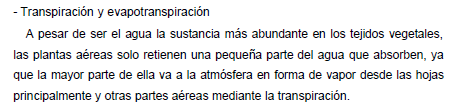 - Transpiración y evapotranspiración
A pesar de ser el agua la sustancia más abundante en los tejidos vegetales,
las plantas aéreas solo retienen una pequeña parte del agua que absorben, ya
que la mayor parte de ella va a la atmósfera en forma de vapor desde las hojas
principalmente y otras partes aéreas mediante la transpiración.